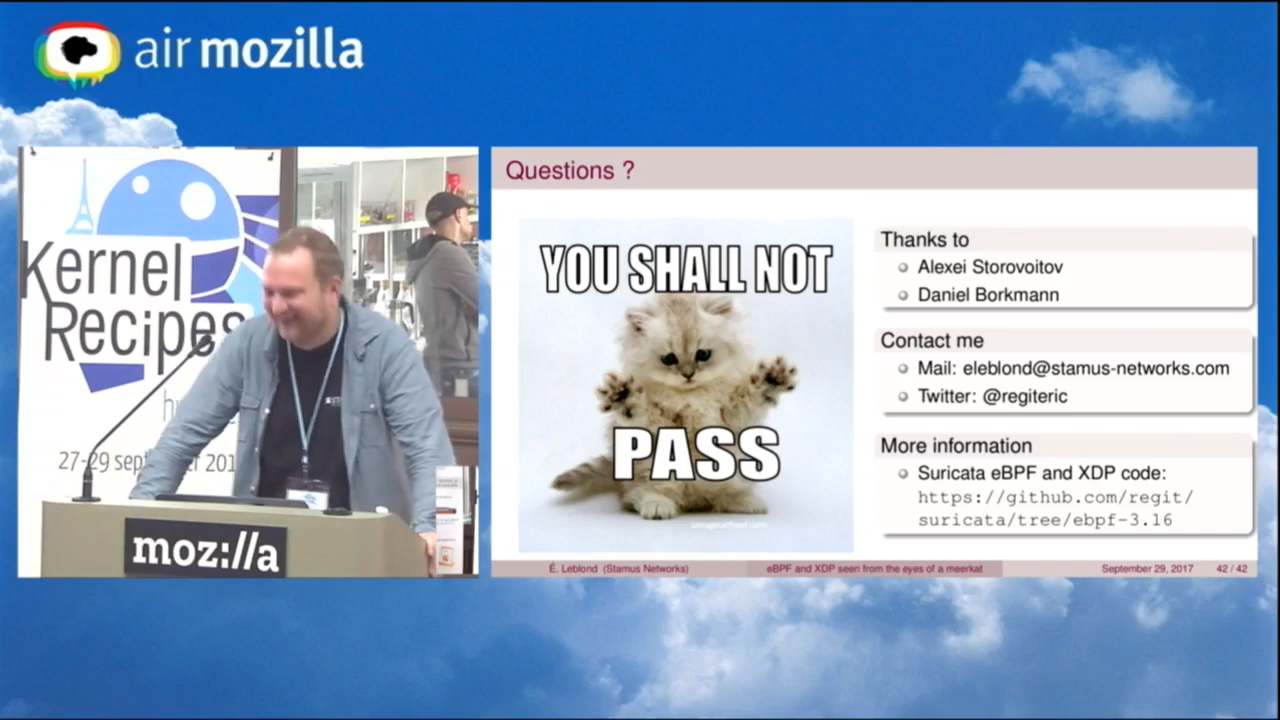 air mozilla
Kernel
Recipes
27-29 sept
moz://a
Questions ?
YOU SHALL NOT
PASS
Thanks to
Alexei Storovoitov
Daniel Borkmann
Contact me
Mail: eleblond@stamus-networks.com
Twitter: @regiteric
More information
Suricata eBPF and XDP code:
https://github.com/regit/
suricata/tree/ebpf-3.16
É. Leblond (Stamus Networks)
eBPF and XDP seen from the eyes of a meerkat
September 29, 2017
42 / 42